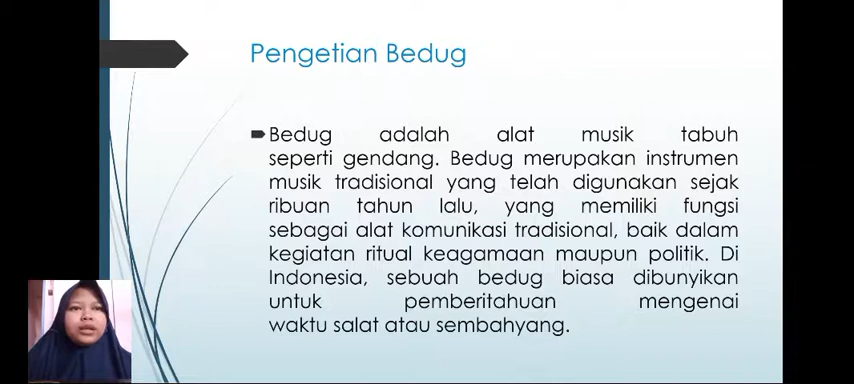 Pengetian Bedug
Bedug adalah alat musik tabuh
seperti gendang. Bedug merupakan instrumen
musik tradisional yang telah digunakan sejak
ribuan tahun lalu, yang memiliki fungsi
sebagai alat komunikasi tradisional, baik dalam
kegiatan ritual keagamaan maupun politik. Di
Indonesia, sebuah bedug biasa dibunyikan
untuk pemberitahuan mengenai
waktu salat atau sembahyang.